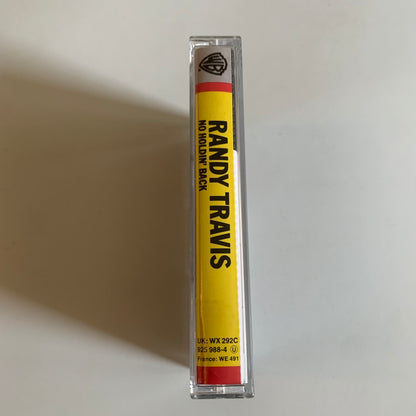 WB
RANDY TRAVIS
NO HOLDIN' BACK
UK: WX 292C
925 988-4 U
France: WE 491